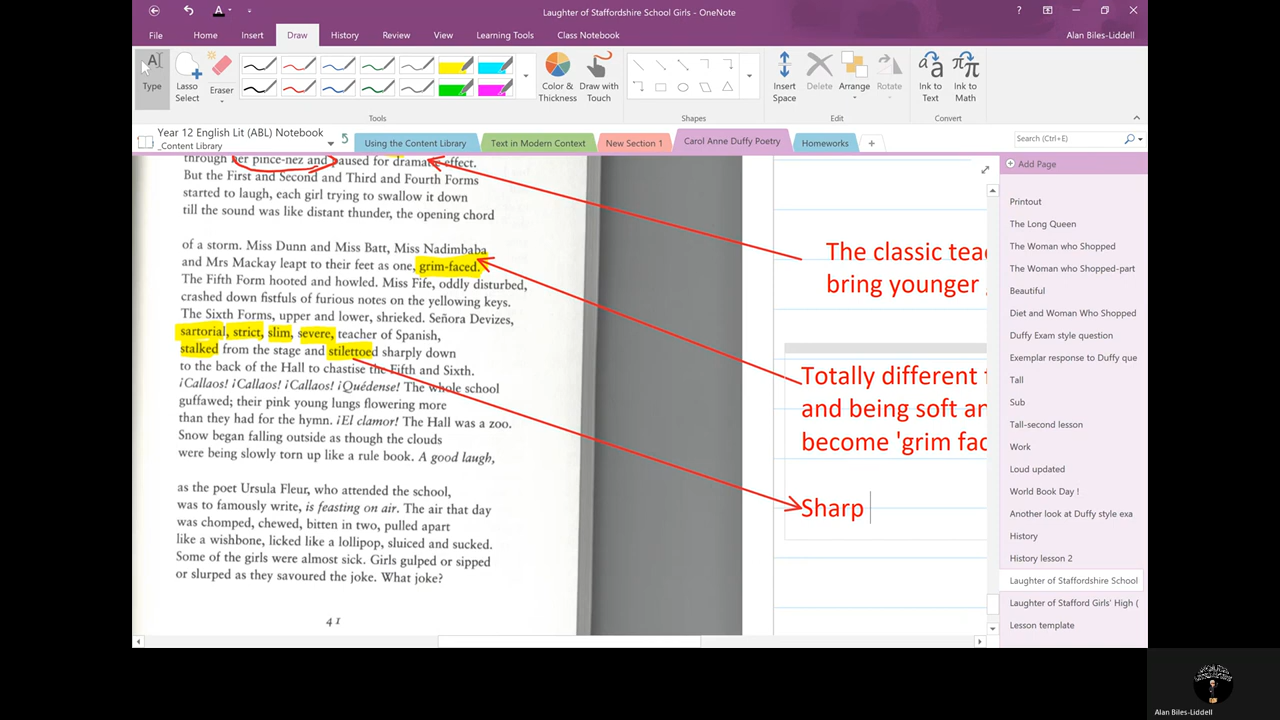 Laughter of Staffordshire School Girls - OneNote
?
File Home Insert Draw History Review View Learning Tools Class Notebook
Alan Biles-Liddell
Type
Lasso Select
Eraser
Color & Thickness
Draw with Touch
Insert Space
Delete
Arrange
Rotate
Ink to Text
Ink to Math
Tools
Shapes
Edit
Convert
Year 12 English Lit (ABL) Notebook
_Content Library
Using the Content Library
Text in Modern Context
New Section 1
Carol Anne Duffy Poetry
Homeworks
Search (Ctrl+E)
through her pince-nez and paused for dramatic effect.
But the First and Second and Third and Fourth Forms
started to laugh, each girl trying to swallow it down
till the sound was like distant thunder, the opening chord
of a storm. Miss Dunn and Miss Batt, Miss Nadimbaba
and Mrs Mackay leapt to their feet as one, grim-faced.
The Fifth Form hooted and howled. Miss Fife, oddly disturbed,
crashed down fistfuls of furious notes on the yellowing keys.
The Sixth Forms, upper and lower, shrieked. Señora Devizes,
sartorial, strict, slim, severe, teacher of Spanish,
stalked from the stage and stilettoed sharply down
to the back of the Hall to chastise the Fifth and Sixth.
¡Callaos! ¡Callaos! ¡Callaos! ¡Quédense! The whole school
guffawed; their pink young lungs flowering more
than they had for the hymn. ¡El clamor! The Hall was a zoo.
Snow began falling outside as though the clouds
were being slowly torn up like a rule book. A good laugh,
as the poet Ursula Fleur, who attended the school,
was to famously write, is feasting on air. The air that day
was chomped, chewed, bitten in two, pulled apart
like a wishbone, licked like a lollipop, sluiced and sucked.
Some of the girls were almost sick. Girls gulped or sipped
or slurped as they savoured the joke. What joke?
41
The classic tea
bring younger
Totally different
and being soft an
become 'grim fac
Sharp
Add Page
Printout
The Long Queen
The Woman who Shopped
The Woman who Shopped-part
Beautiful
Diet and Woman Who Shopped
Duffy Exam style question
Exemplar response to Duffy que
Tall
Sub
Tall-second lesson
Work
Loud updated
World Book Day !
Another look at Duffy style exa
History
History lesson 2
Laughter of Staffordshire School
Laughter of Stafford Girls' High (
Lesson template
Alan Biles-Liddell